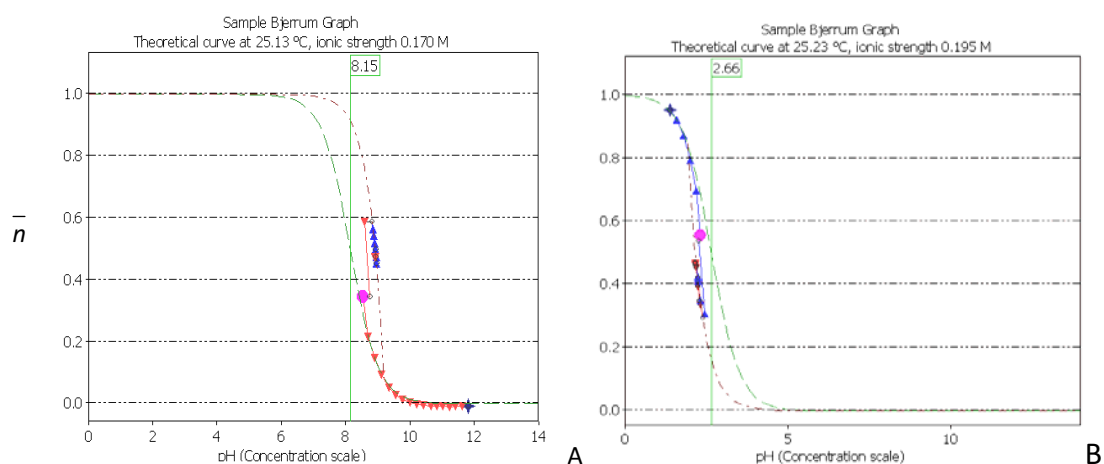 Sample Bjerrum Graph
Theoretical curve at 25.13 ºC, ionic strength 0.170 M
8.15
1.0
0.8
0.6
n̅
0.4
0.2
0.0
0 2 4 6 8 10 12 14
pH (Concentration scale)
A
Sample Bjerrum Graph
Theoretical curve at 25.23 ºC, ionic strength 0.195 M
2.66
1.0
0.8
0.6
0.4
0.2
0.0
0 5 10
pH (Concentration scale)
B